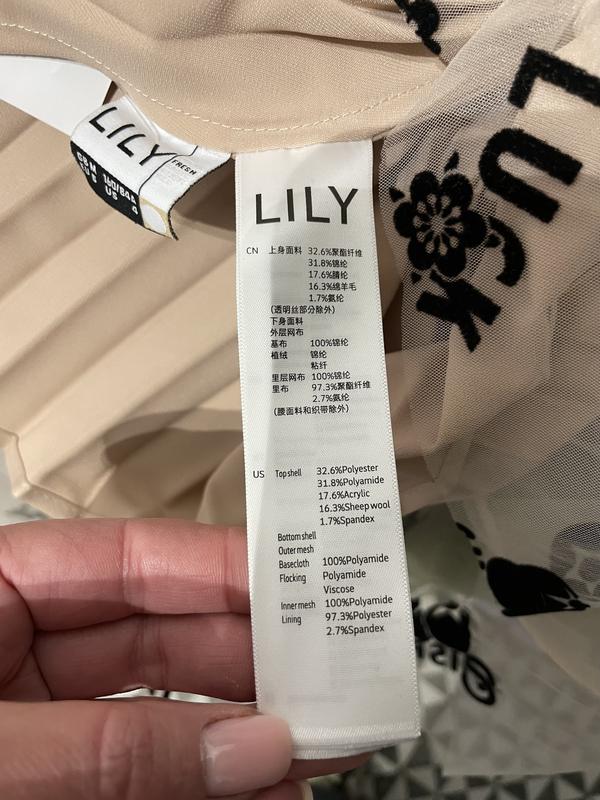 LILY
FRESH
160/84A
US 4
LUCK
LILY
CN 上身面料 32.6%聚酯纤维
31.8%锦纶
17.6%腈纶
16.3%绵羊毛
1.7%氨纶
(透明丝部分除外)
下身面料
外层网布
基布 100%锦纶
植绒 锦纶
粘纤
里层网布 100%锦纶
里布 97.3%聚酯纤维
2.7%氨纶
(腰面料和织带除外)
US Top shell 32.6%Polyester
31.8%Polyamide
17.6%Acrylic
16.3%Sheep wool
1.7%Spandex
Bottom shell
Outer mesh
Basecloth 100%Polyamide
Flocking Polyamide
Viscose
Inner mesh 100%Polyamide
Lining 97.3%Polyester
2.7%Spandex